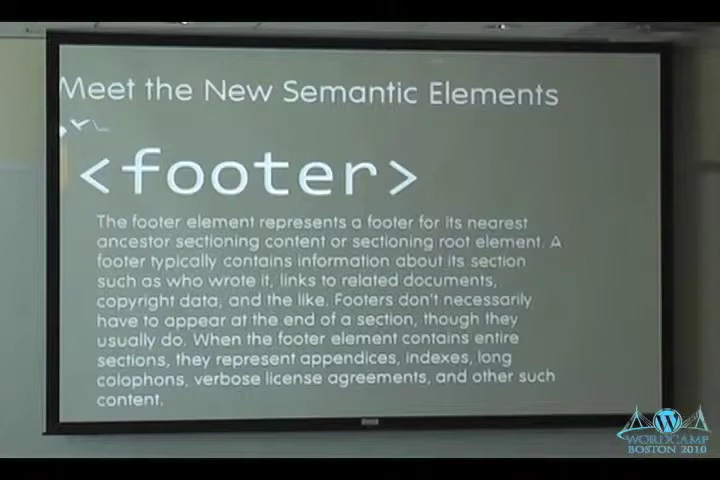 Meet the New Semantic Elements
<footer>
The footer element represents a footer for its nearest
ancestor sectioning content or sectioning root element. A
footer typically contains information about its section
such as who wrote it, links to related documents,
copyright data, and the like. Footers don't necessarily
have to appear at the end of a section, though they
usually do. When the footer element contains entire
sections, they represent appendices, indexes, long
colophons, verbose license agreements, and other such
content.
WORDCAMP
BOSTON 2010